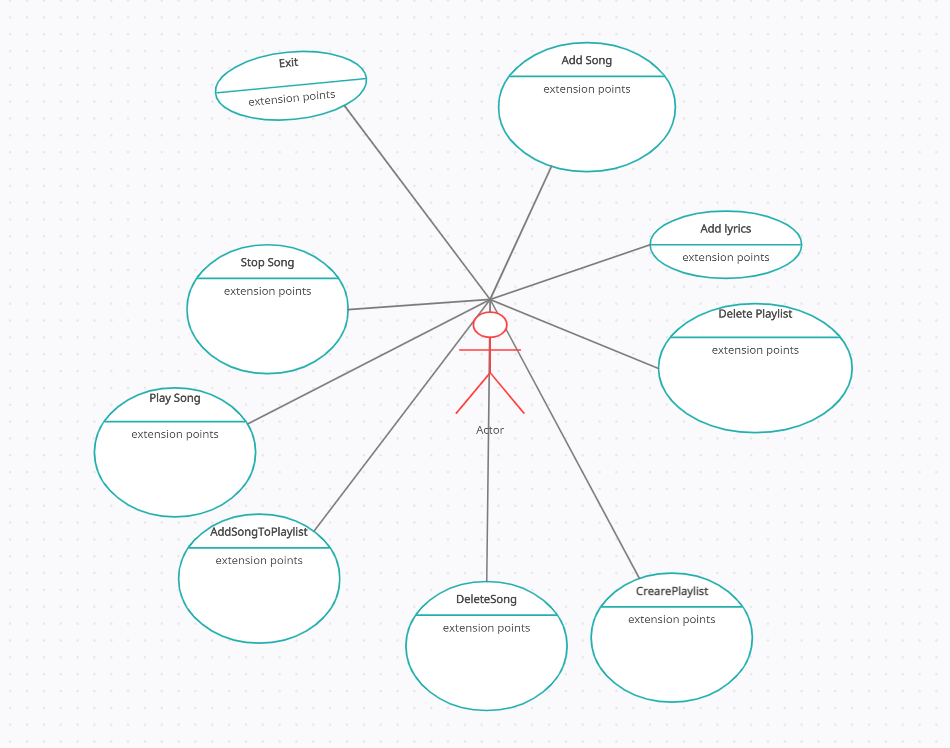 Exit
extension points
Add Song
extension points
Add lyrics
extension points
Stop Song
extension points
Delete Playlist
extension points
Play Song
extension points
Actor
AddSongToPlaylist
extension points
DeleteSong
extension points
CrearePlaylist
extension points